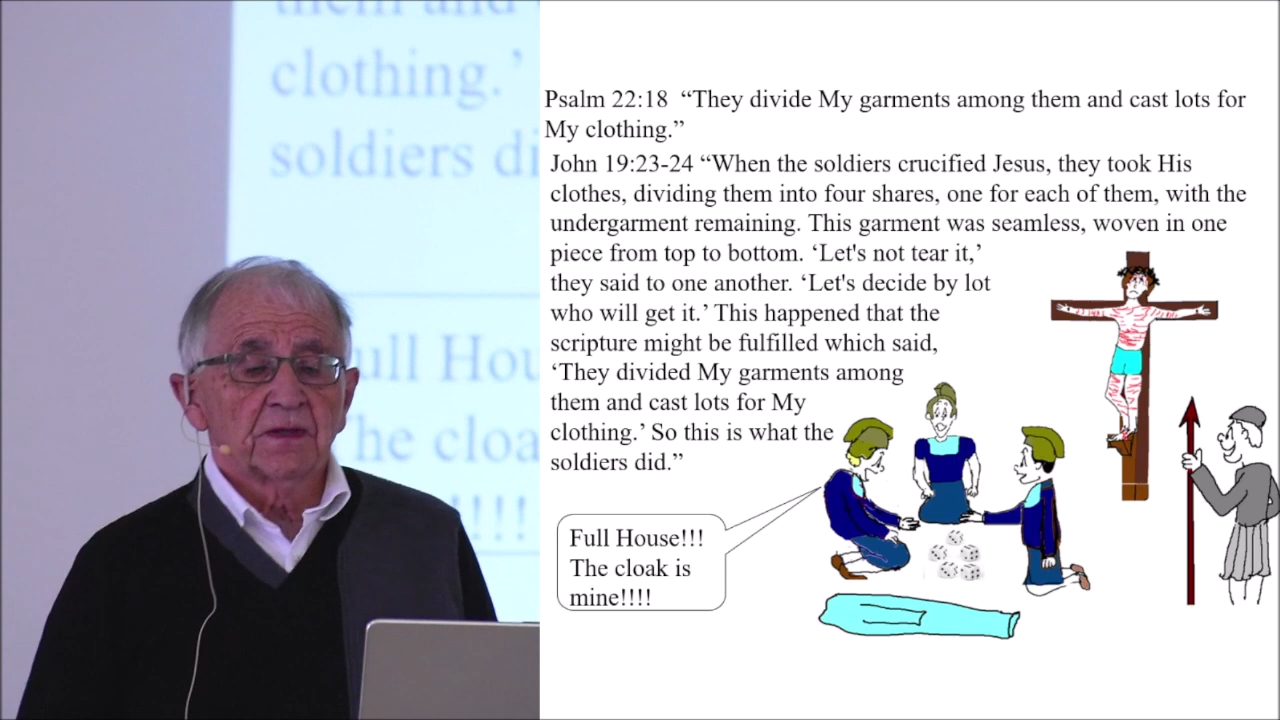 them and
clothing.’
soldiers di
Full Hou
he cloa
!!!
Psalm 22:18 “They divide My garments among them and cast lots for
My clothing.”
John 19:23-24 “When the soldiers crucified Jesus, they took His
clothes, dividing them into four shares, one for each of them, with the
undergarment remaining. This garment was seamless, woven in one
piece from top to bottom. ‘Let's not tear it,’
they said to one another. ‘Let's decide by lot
who will get it.’ This happened that the
scripture might be fulfilled which said,
‘They divided My garments among
them and cast lots for My
clothing.’ So this is what the
soldiers did.”
Full House!!!
The cloak is
mine!!!!